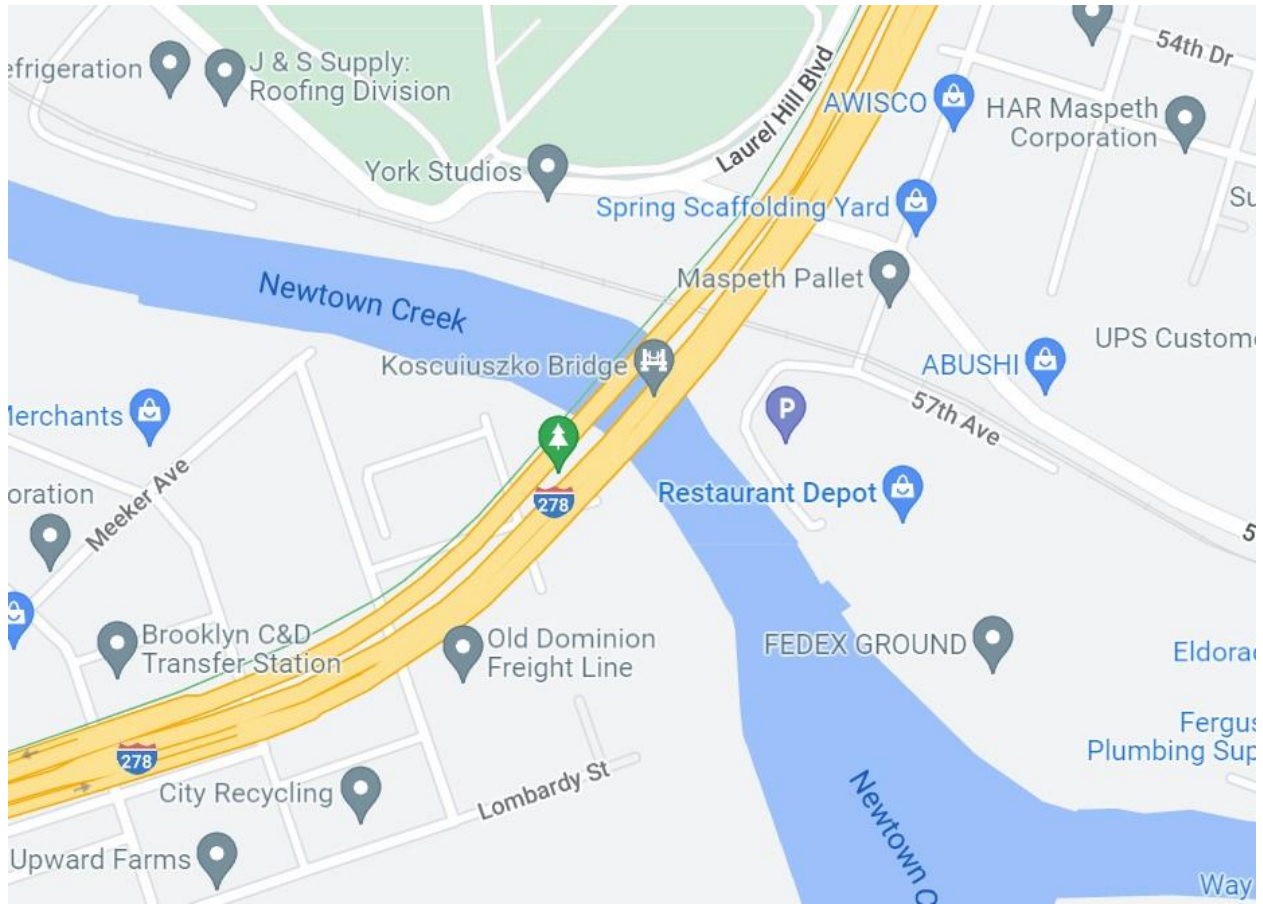 54th Dr
J & S Supply:
Roofing Division
efrigeration
Laurel Hill Blvd
AWISCO
HAR Maspeth
Corporation
York Studios
Spring Scaffolding Yard
Su
Maspeth Pallet
Newtown Creek
UPS Custome
Koscuiuszko Bridge
ABUSHI
57th Ave
Merchants
P
Restaurant Depot
278
oration
Meeker Ave
5
Brooklyn C&D
Transfer Station
Old Dominion
Freight Line
FEDEX GROUND
Eldorad
Fergus
Plumbing Sup
278
City Recycling
Lombardy St
Newtown C
Upward Farms
Way